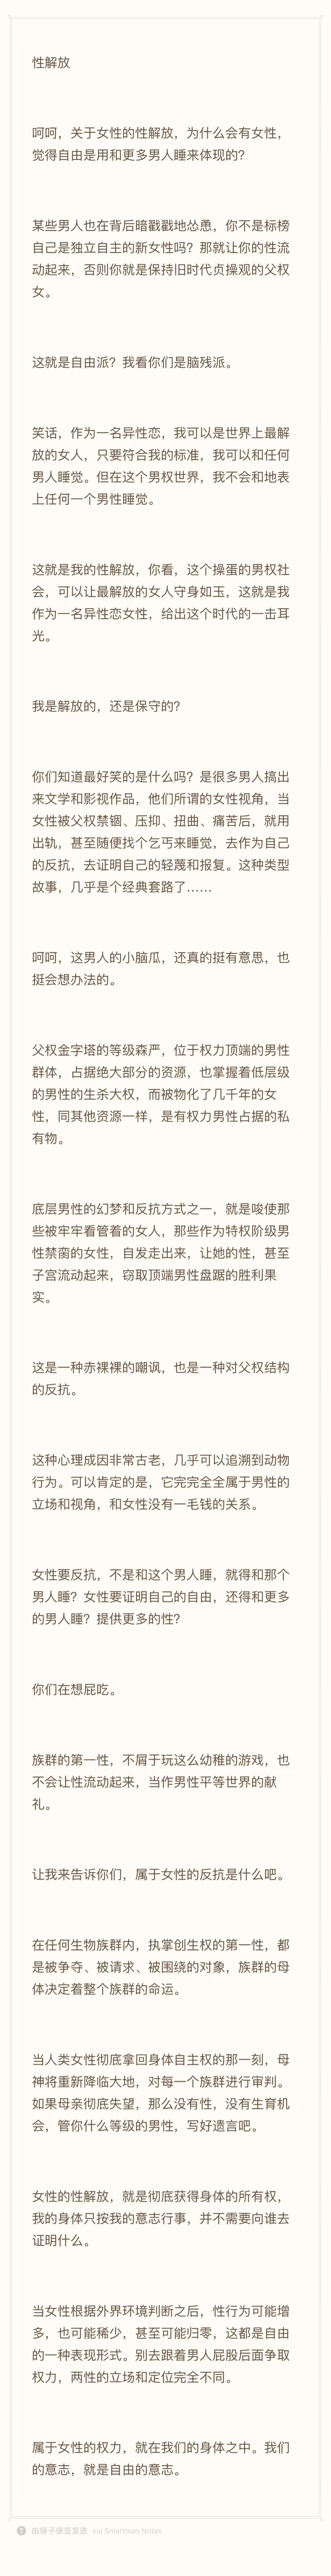 性解放
呵呵，关于女性的性解放，为什么会有女性，
觉得自由是用和更多男人睡来体现的？
某些男人也在背后暗戳戳地怂恿，你不是标榜
自己是独立自主的新女性吗？那就让你的性流
动起来，否则你就是保持旧时代贞操观的父权
女。
这就是自由派？我看你们是脑残派。
笑话，作为一名异性恋，我可以是世界上最解
放的女人，只要符合我的标准，我可以和任何
男人睡觉。但在这个男权世界，我不会和地表
上任何一个男性睡觉。
这就是我的性解放，你看，这个操蛋的男权社
会，可以让最解放的女人守身如玉，这就是我
作为一名异性恋女性，给出这个时代的一击耳
光。
我是解放的，还是保守的？
你们知道最好笑的是什么吗？是很多男人搞出
来文学和影视作品，他们所谓的女性视角，当
女性被父权禁锢、压抑、扭曲、痛苦后，就用
出轨，甚至随便找个乞丐来睡觉，去作为自己
的反抗，去证明自己的轻蔑和报复。这种类型
故事，几乎是个经典套路了……
呵呵，这男人的小脑瓜，还真的挺有意思，也
挺会想办法的。
父权金字塔的等级森严，位于权力顶端的男性
群体，占据绝大部分的资源，也掌握着低层级
的男性的生杀大权，而被物化了几千年的女
性，同其他资源一样，是有权力男性占据的私
有物。
底层男性的幻梦和反抗方式之一，就是唆使那
些被牢牢看管着的女人，那些作为特权阶级男
性禁脔的女性，自发走出来，让她的性，甚至
子宫流动起来，窃取顶端男性盘踞的胜利果
实。
这是一种赤裸裸的嘲讽，也是一种对父权结构
的反抗。
这种心理成因非常古老，几乎可以追溯到动物
行为。可以肯定的是，它完完全全属于男性的
立场和视角，和女性没有一毛钱的关系。
女性要反抗，不是和这个男人睡，就得和那个
男人睡？女性要证明自己的自由，还得和更多
的男人睡？提供更多的性？
你们在想屁吃。
族群的第一性，不屑于玩这么幼稚的游戏，也
不会让性流动起来，当作男性平等世界的献
礼。
让我来告诉你们，属于女性的反抗是什么吧。
在任何生物族群内，执掌创生权的第一性，都
是被争夺、被请求、被围绕的对象，族群的母
体决定着整个族群的命运。
当人类女性彻底拿回身体自主权的那一刻，母
神将重新降临大地，对每一个族群进行审判。
如果母亲彻底失望，那么没有性，没有生育机
会，管你什么等级的男性，写好遗言吧。
女性的性解放，就是彻底获得身体的所有权，
我的身体只按我的意志行事，并不需要向谁去
证明什么。
当女性根据外界环境判断之后，性行为可能增
多，也可能稀少，甚至可能归零，这都是自由
的一种表现形式。别去跟着男人屁股后面争取
权力，两性的立场和定位完全不同。
属于女性的权力，就在我们的身体之中。我们
的意志，就是自由的意志。
由锤子便签发送 via Smartisan Notes